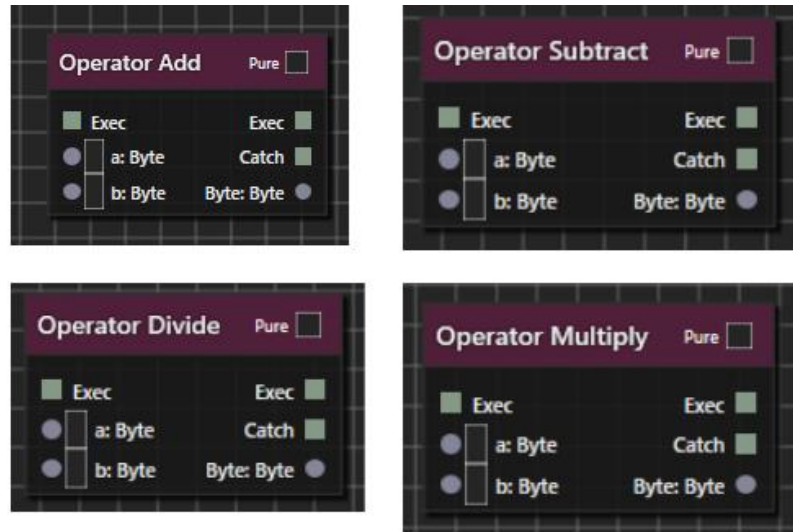 Operator Add Pure
Exec Exec
a: Byte Catch
b: Byte Byte: Byte
Operator Subtract Pure
Exec Exec
a: Byte Catch
b: Byte Byte: Byte
Operator Divide Pure
Exec Exec
a: Byte Catch
b: Byte Byte: Byte
Operator Multiply Pure
Exec Exec
a: Byte Catch
b: Byte Byte: Byte